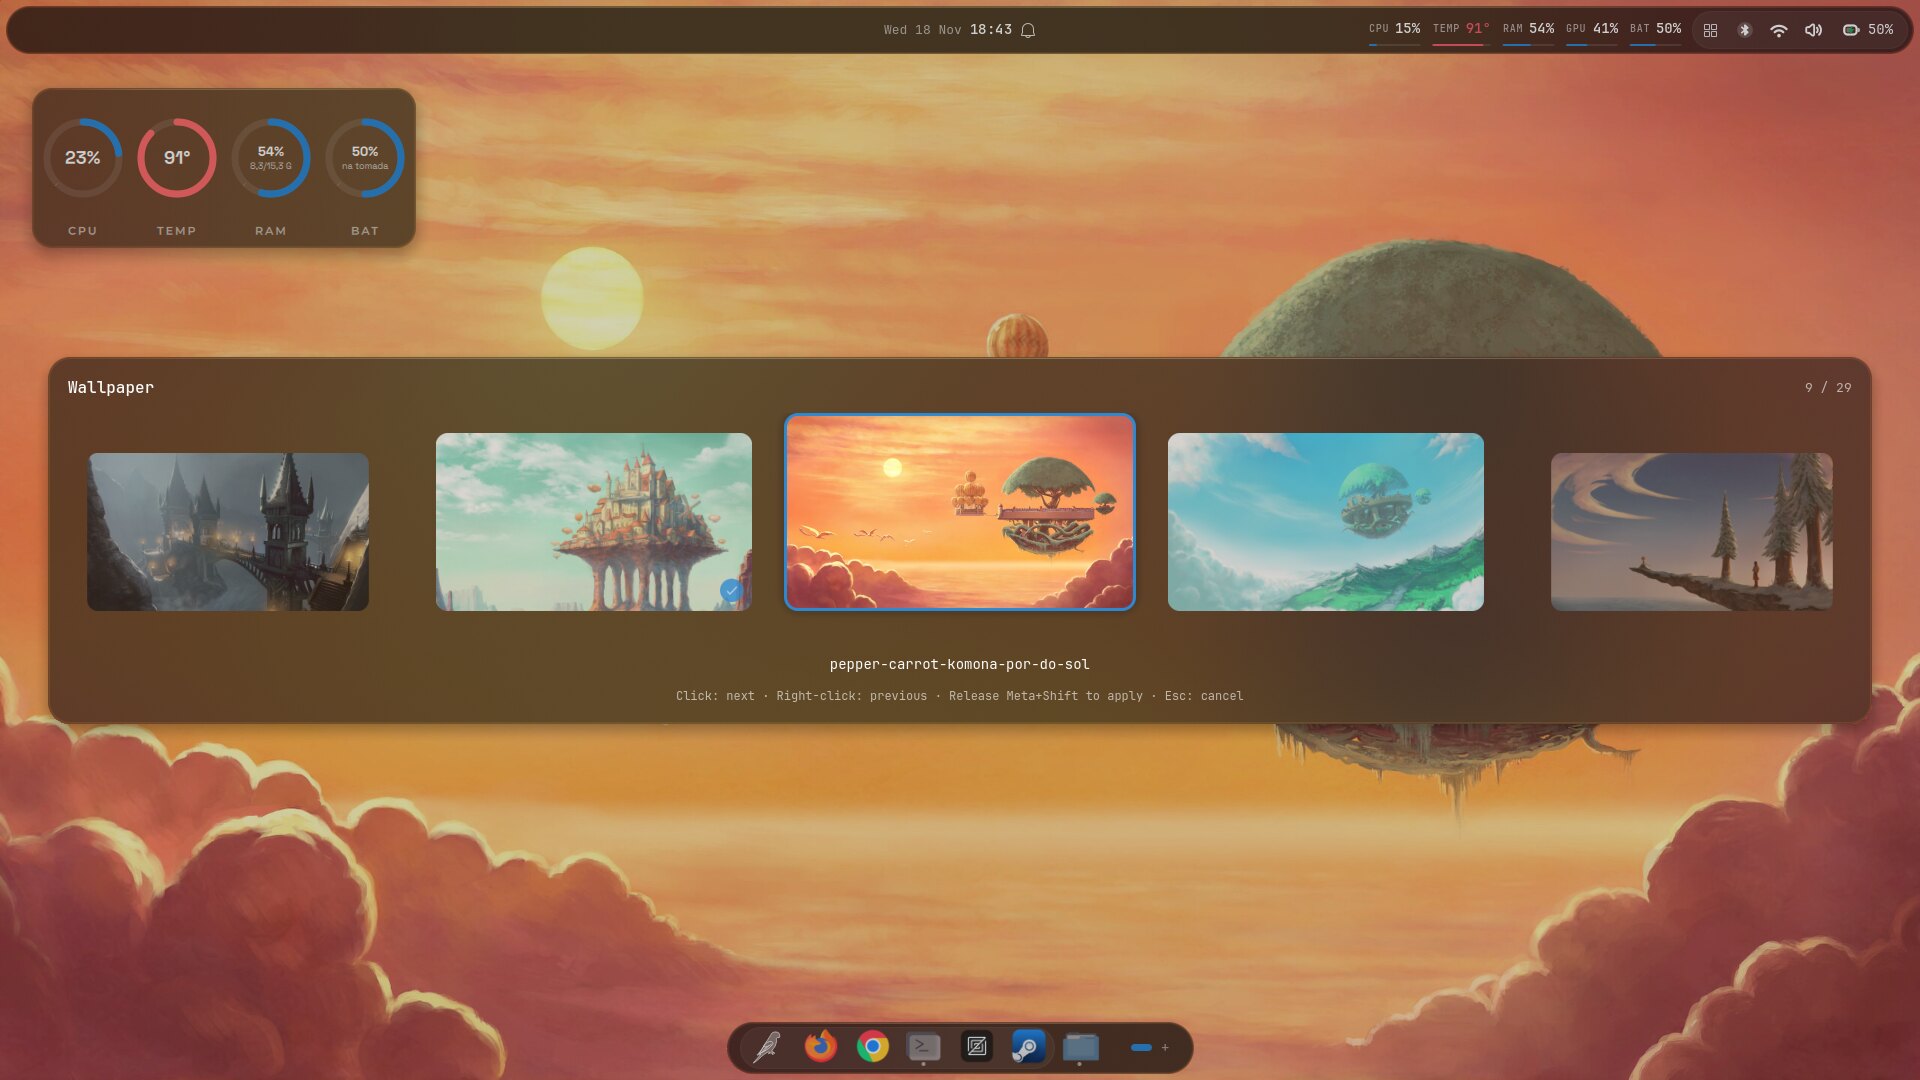 Wed 18 Nov 18:43
CPU 15% TEMP 91° RAM 54% GPU 41% BAT 50% 50%
23% 91° 54% 50%
8,3/15,3 G na tomada
CPU TEMP RAM BAT
Wallpaper 9 / 29
pepper-carrot-komona-por-do-sol
Click: next · Right-click: previous · Release Meta+Shift to apply · Esc: cancel
+